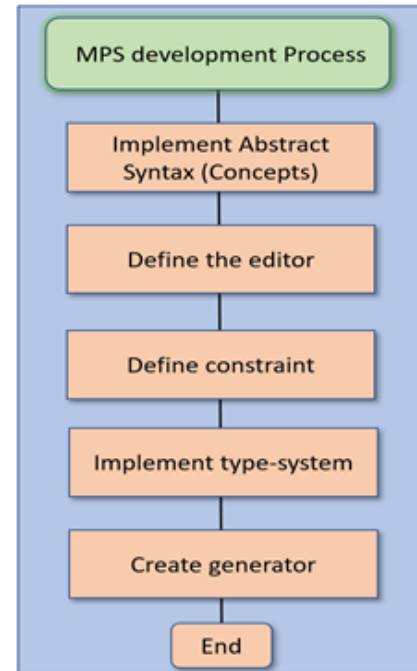 MPS development Process
Implement Abstract
Syntax (Concepts)
Define the editor
Define constraint
Implement type-system
Create generator
End